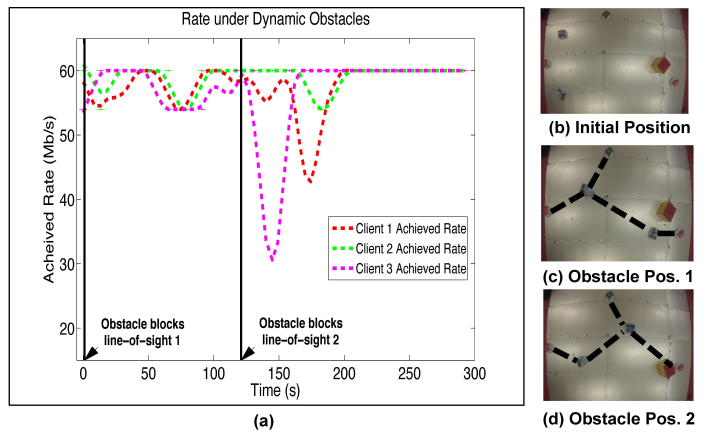 Rate under Dynamic Obstacles
Acheived Rate (Mb/s)
60
50
40
30
20
Client 1 Achieved Rate
Client 2 Achieved Rate
Client 3 Achieved Rate
Obstacle blocks
line-of-sight 1
Obstacle blocks
line-of-sight 2
0 50 100 150 200 250 300
Time (s)
(a)
(b) Initial Position
(c) Obstacle Pos. 1
(d) Obstacle Pos. 2